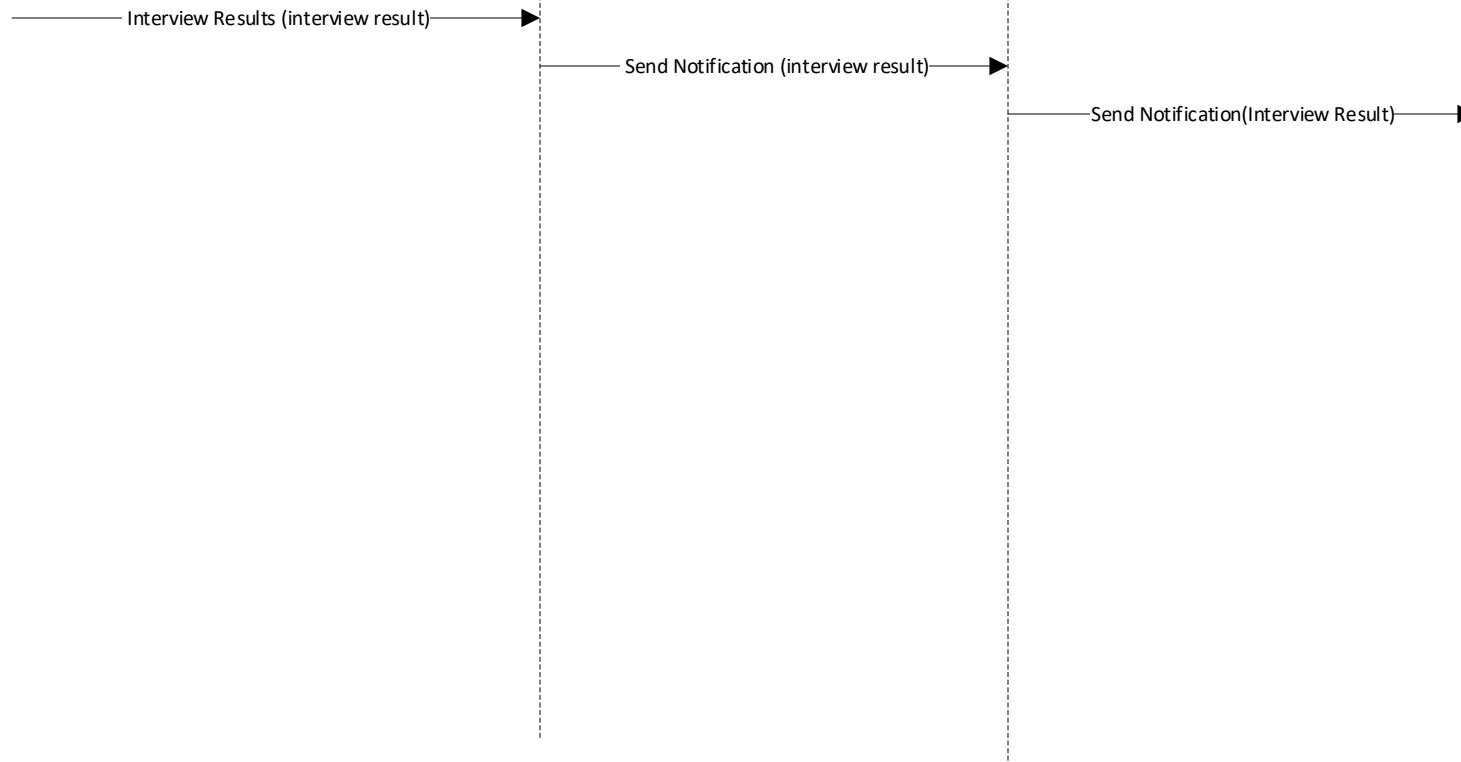 Interview Results (interview result)
Send Notification (interview result)
Send Notification(Interview Result)